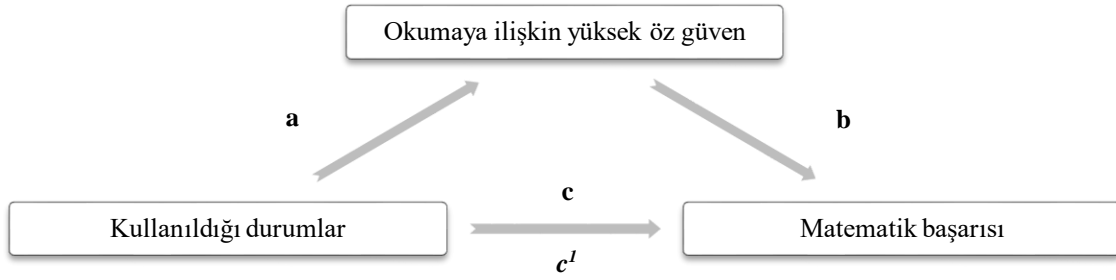 Okumaya ilişkin yüksek öz güven
a
b
c
Kullanıldığı durumlar
Matematik başarısı
c¹